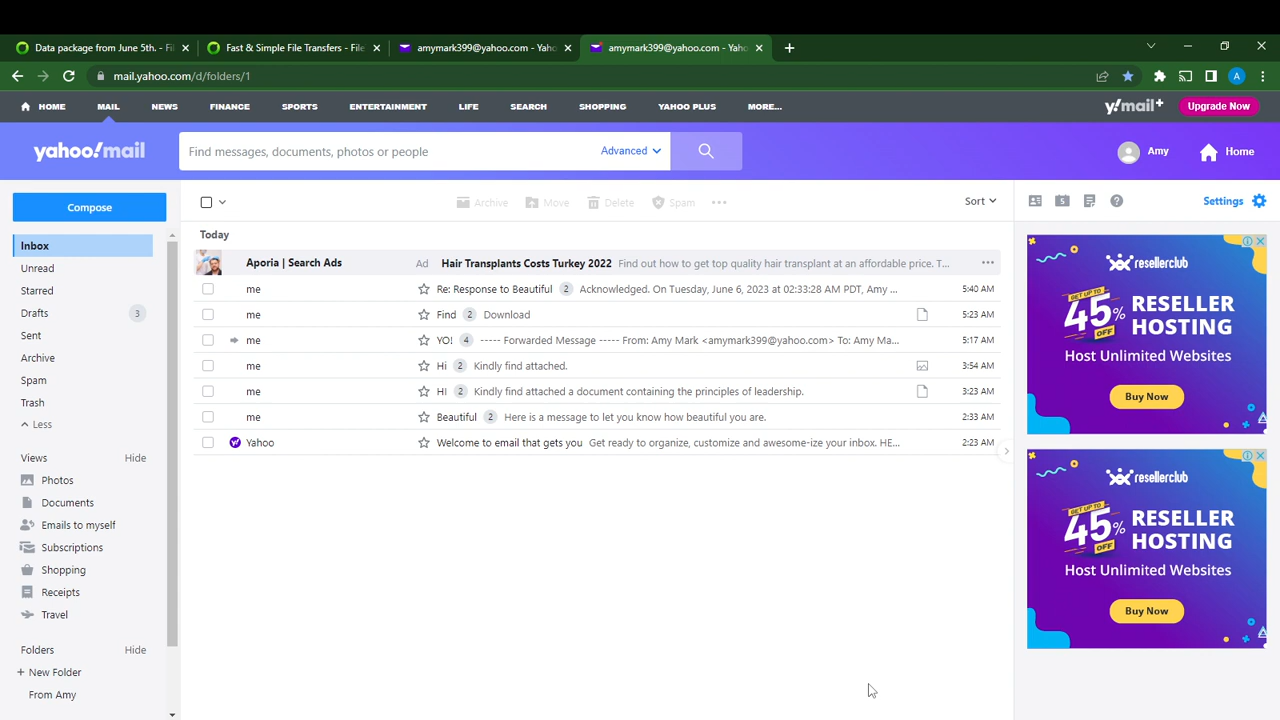 Data package from June 5th. - Fil
Fast & Simple File Transfers - File
amymark399@yahoo.com - Yaho
amymark399@yahoo.com - Yaho
mail.yahoo.com/d/folders/1
A
HOME MAIL NEWS FINANCE SPORTS ENTERTAINMENT LIFE SEARCH SHOPPING YAHOO PLUS MORE... y!mail+ Upgrade Now
yahoo!mail Find messages, documents, photos or people Advanced Amy Home
Compose
Inbox
Unread
Starred
Drafts 3
Sent
Archive
Spam
Trash
Less
Views Hide
Photos
Documents
Emails to myself
Subscriptions
Shopping
Receipts
Travel
Folders Hide
+ New Folder
From Amy
Archive Move Delete Spam Sort
Today
Aporia | Search Ads Ad Hair Transplants Costs Turkey 2022 Find out how to get top quality hair transplant at an affordable price. T...
me Re: Response to Beautiful 2 Acknowledged. On Tuesday, June 6, 2023 at 02:33:28 AM PDT, Amy ... 5:40 AM
me Find 2 Download 5:23 AM
me YO! 4 ----- Forwarded Message ----- From: Amy Mark <amymark399@yahoo.com> To: Amy Ma... 5:17 AM
me Hi 2 Kindly find attached. 3:54 AM
me HI 2 Kindly find attached a document containing the principles of leadership. 3:23 AM
me Beautiful 2 Here is a message to let you know how beautiful you are. 2:33 AM
Yahoo Welcome to email that gets you Get ready to organize, customize and awesome-ize your inbox. HE... 2:23 AM
Settings
resellerclub
GET UP TO
45% OFF
RESELLER
HOSTING
Host Unlimited Websites
Buy Now
resellerclub
GET UP TO
45% OFF
RESELLER
HOSTING
Host Unlimited Websites
Buy Now